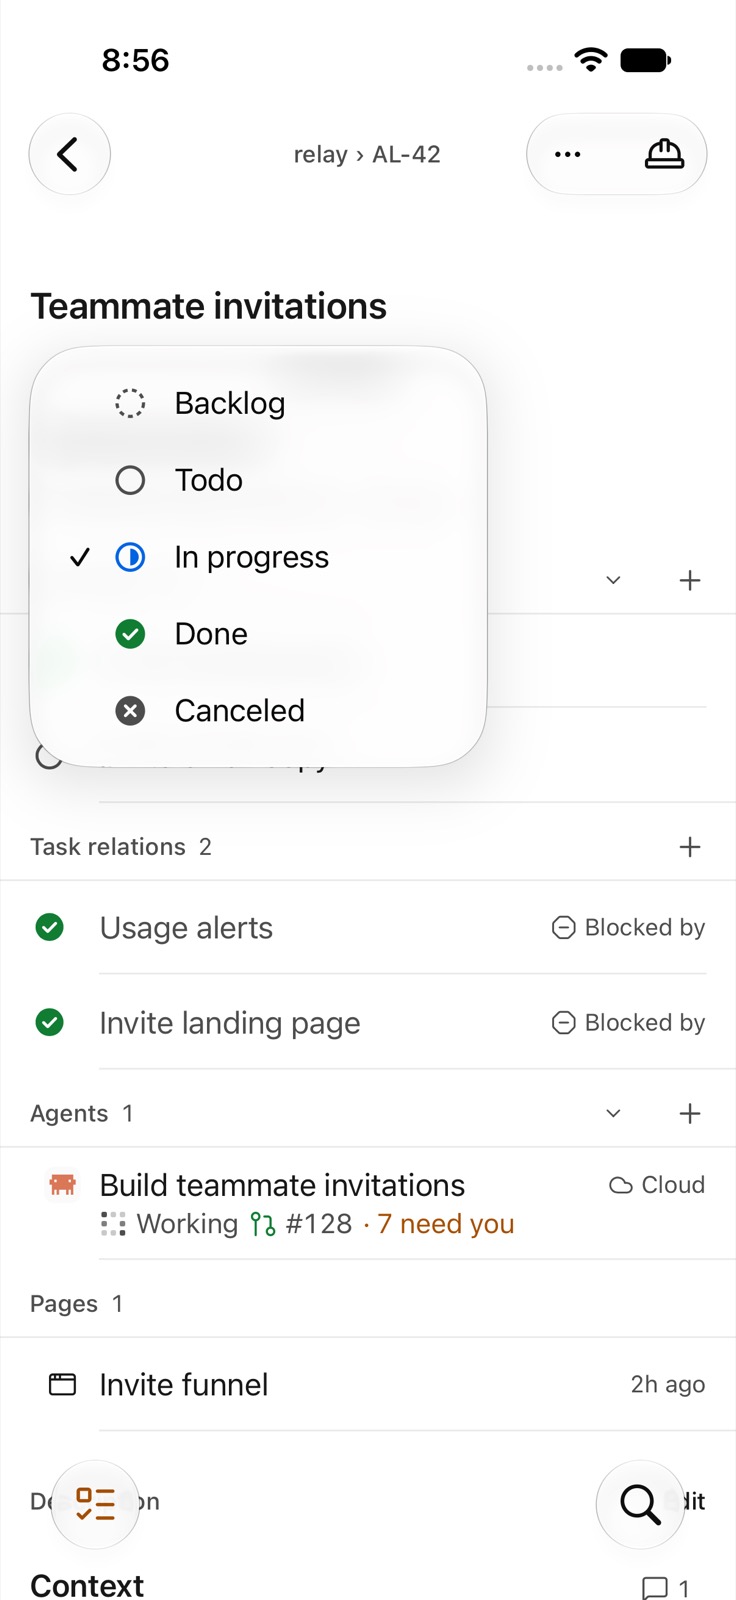 8:56
relay › AL-42
Teammate invitations
Backlog
Todo
In progress
Done
Canceled
Task relations 2
Usage alerts Blocked by
Invite landing page Blocked by
Agents 1
Build teammate invitations Cloud
Working #128 · 7 need you
Pages 1
Invite funnel 2h ago
Context 1